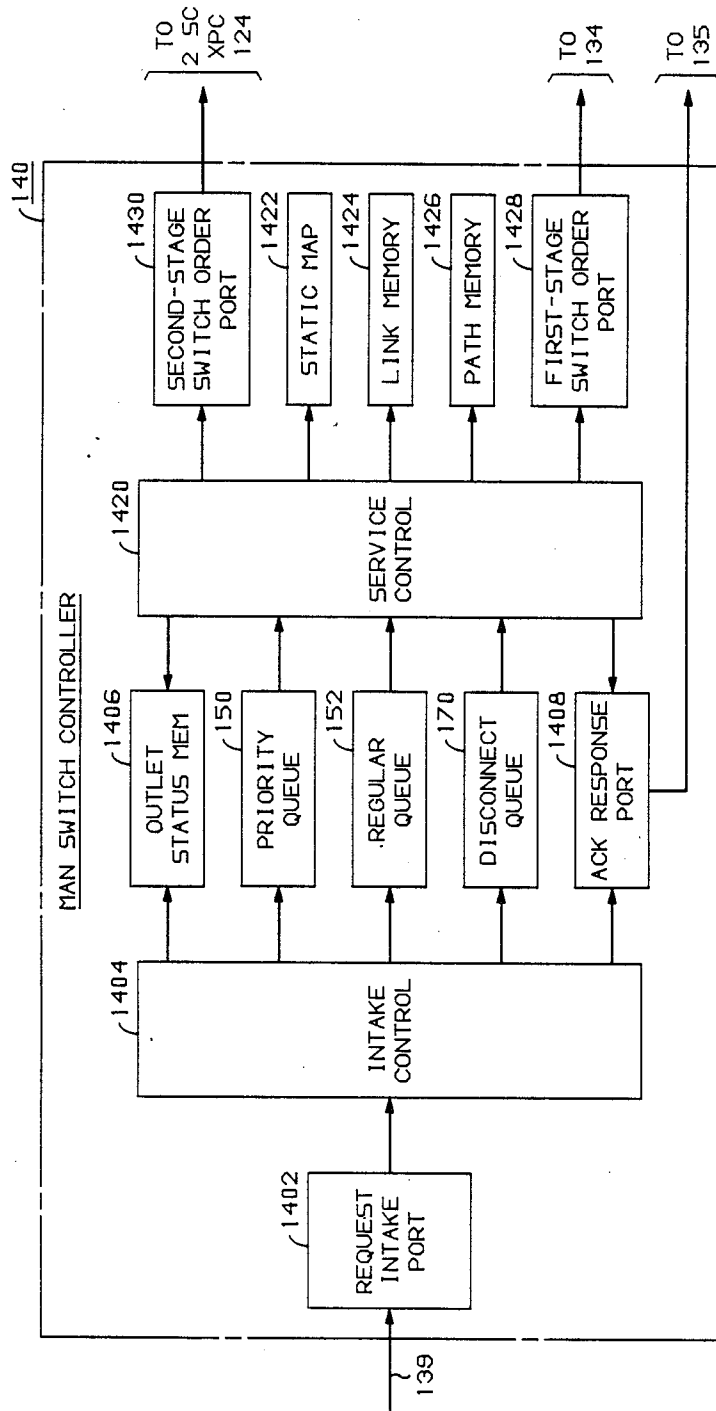 MAN SWITCH CONTROLLER
140
139
1402
REQUEST
INTAKE
PORT
1404
INTAKE
CONTROL
1406
OUTLET
STATUS MEM
150
PRIORITY
QUEUE
152
REGULAR
QUEUE
170
DISCONNECT
QUEUE
1408
ACK RESPONSE
PORT
1420
SERVICE
CONTROL
1430
SECOND-STAGE
SWITCH ORDER
PORT
1422
STATIC MAP
1424
LINK MEMORY
1426
PATH MEMORY
1428
FIRST-STAGE
SWITCH ORDER
PORT
TO
2 SC
XPC
124
TO
134
TO
135